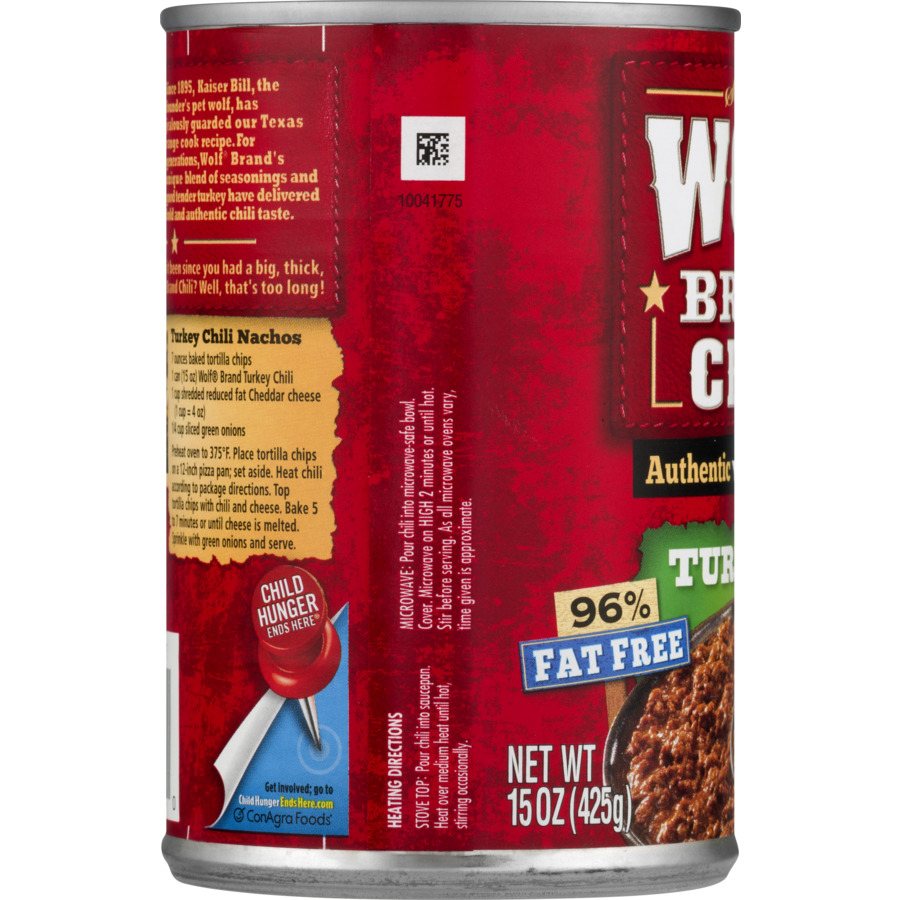 1895, Kaiser Bill, the
pet wolf, has
guarded our Texas
cook recipe. For
Wolf® Brand's
blend of seasonings and
tender turkey have delivered
and authentic chili taste.
been since you had a big, thick,
Chili? Well, that's too long!
Turkey Chili Nachos
7 ounces baked tortilla chips
1 can (15 oz) Wolf® Brand Turkey Chili
1 cup shredded reduced fat Cheddar cheese
(1 cup = 4 oz)
1/4 cup sliced green onions
Preheat oven to 375°F. Place tortilla chips
on a 12-inch pizza pan; set aside. Heat chili
according to package directions. Top
tortilla chips with chili and cheese. Bake 5
to 7 minutes or until cheese is melted.
Sprinkle with green onions and serve.
CHILD
HUNGER
ENDS HERE®
Get involved; go to
ChildHungerEndsHere.com
ConAgra Foods®
0
10041775
MICROWAVE: Pour chili into microwave-safe bowl.
Cover. Microwave on HIGH 2 minutes or until hot.
Stir before serving. As all microwave ovens vary,
time given is approximate.
HEATING DIRECTIONS
STOVE TOP: Pour chili into saucepan.
Heat over medium heat until hot,
stirring occasionally.
WO
BR
Authentic
TUR
96%
FAT FREE
NET WT
15 OZ (425g)